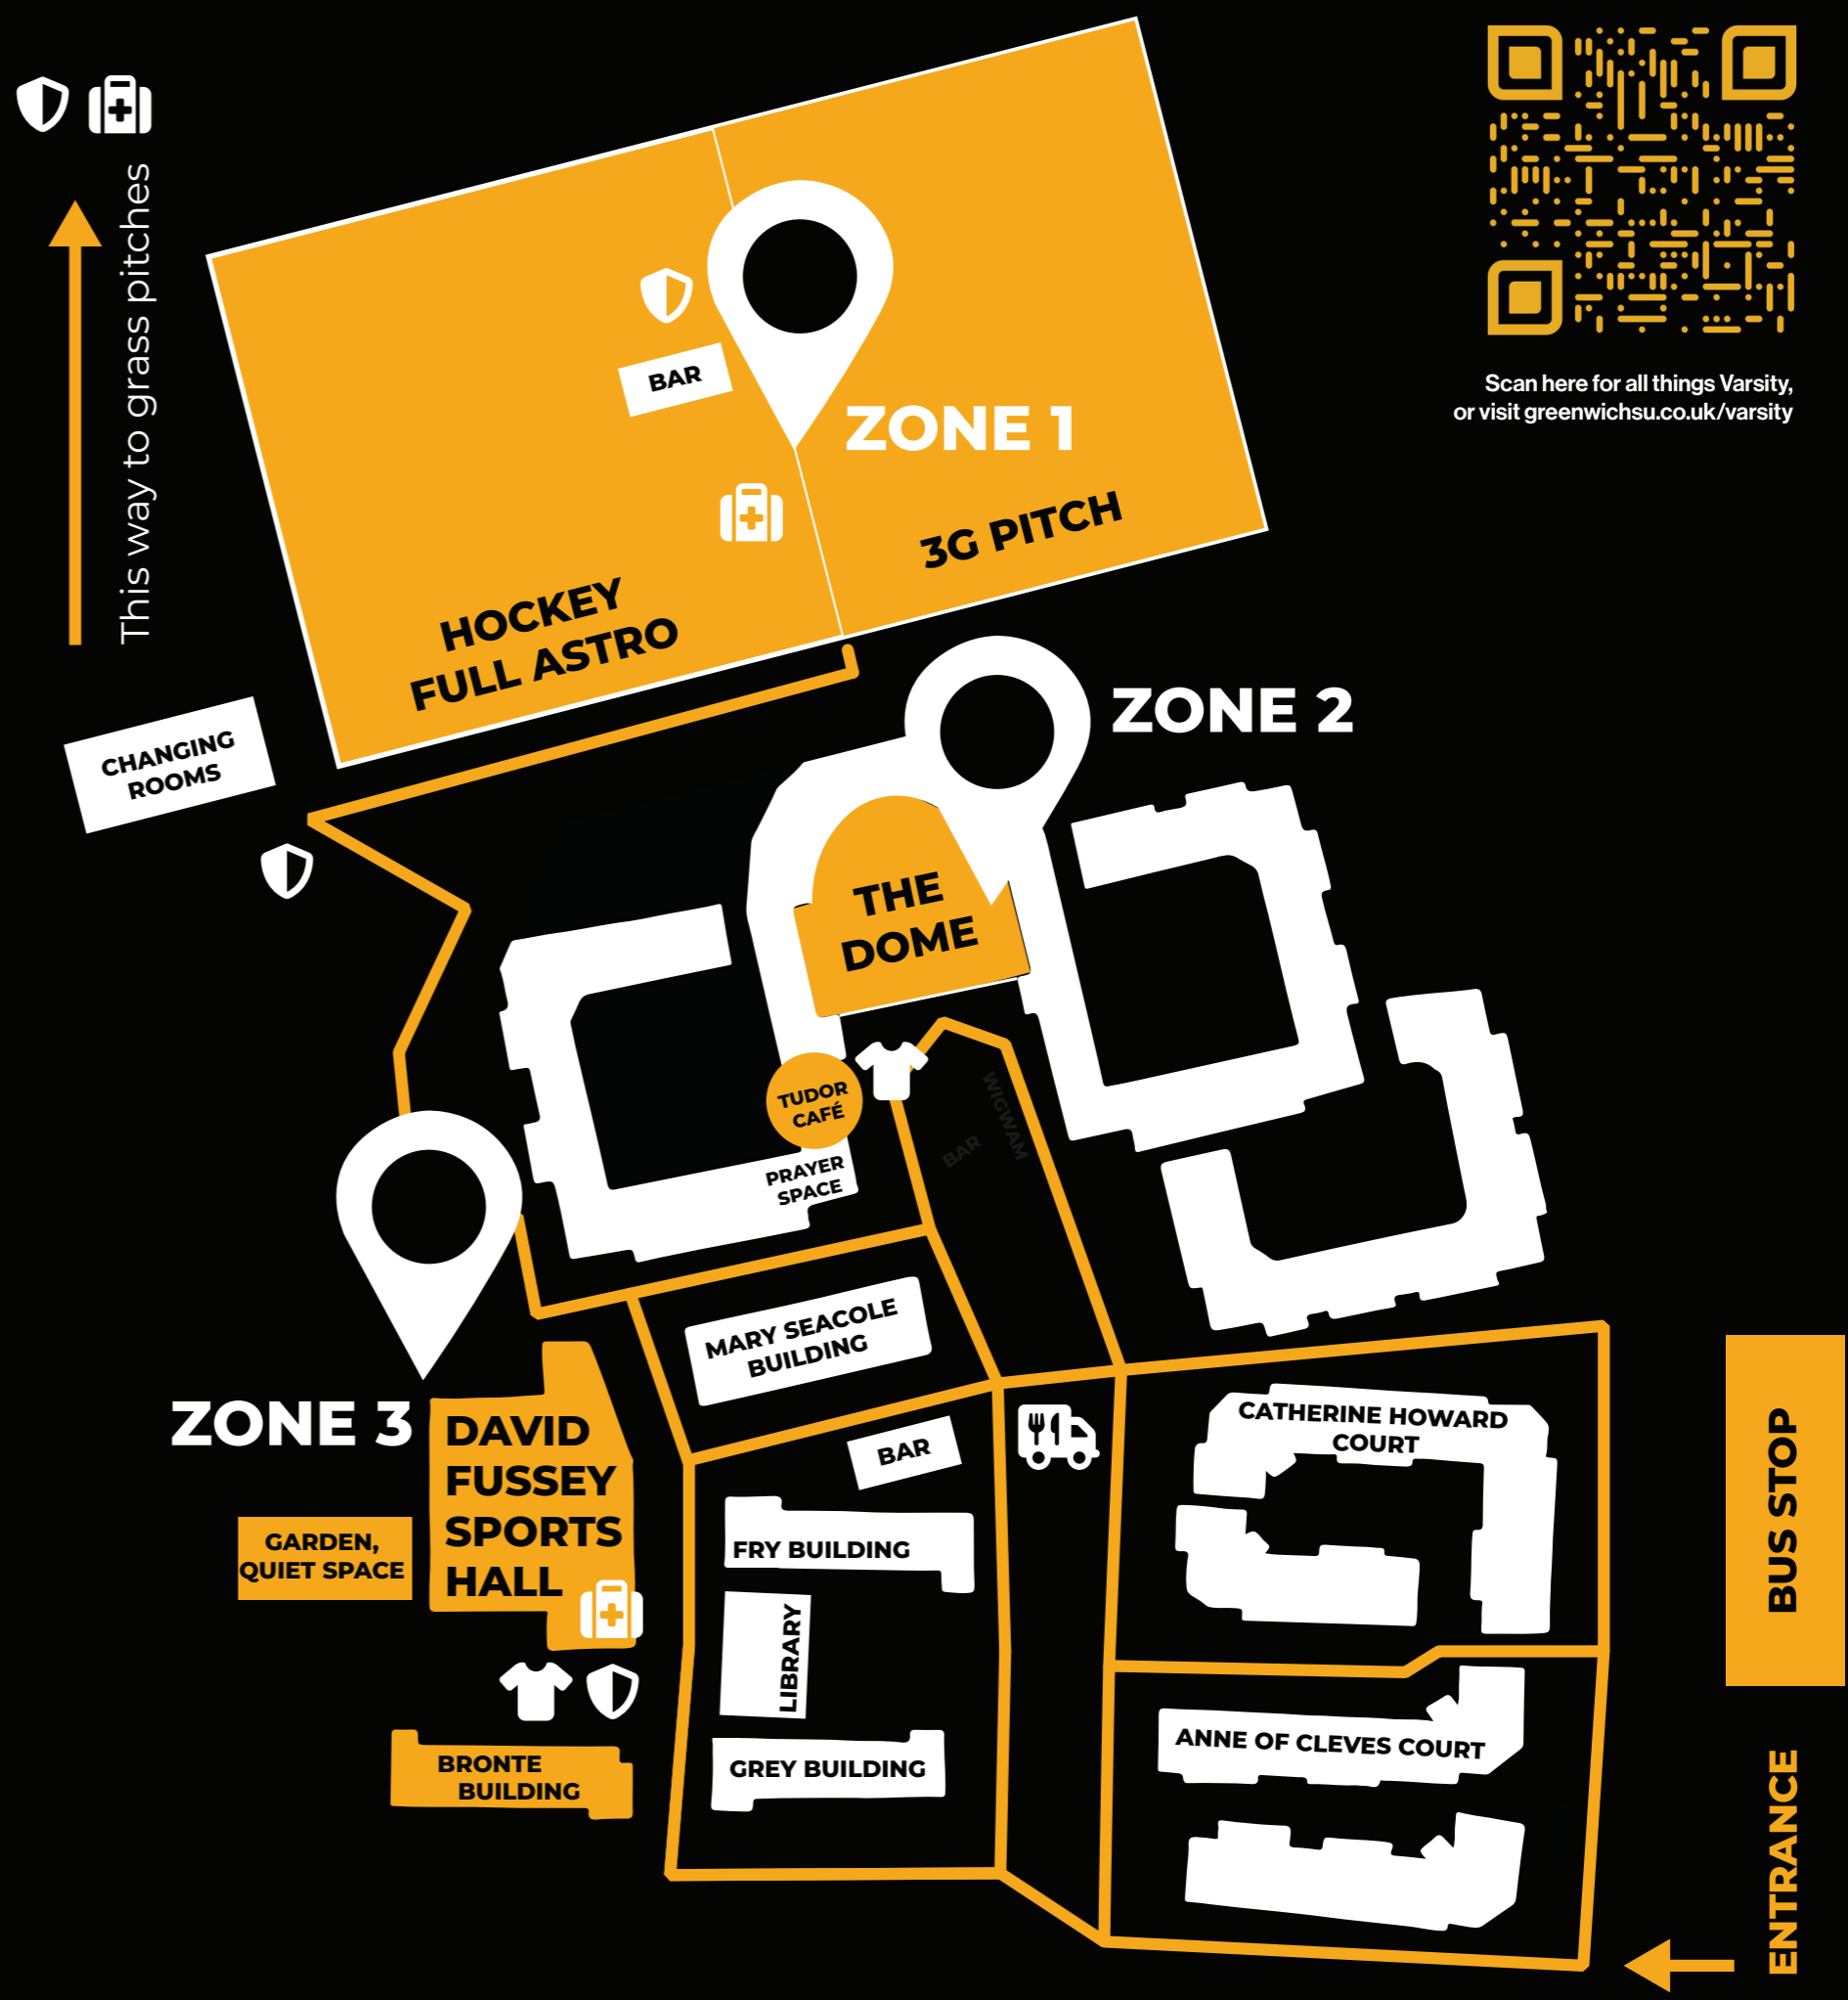 This way to grass pitches
Scan here for all things Varsity,
or visit greenwichsu.co.uk/varsity
BAR
ZONE 1
3G PITCH
HOCKEY
FULL ASTRO
ZONE 2
CHANGING
ROOMS
THE
DOME
TUDOR
CAFÉ
WIGWAM
BAR
PRAYER
SPACE
MARY SEACOLE
BUILDING
ZONE 3
DAVID
FUSSEY
SPORTS
HALL
GARDEN,
QUIET SPACE
BAR
CATHERINE HOWARD
COURT
BUS STOP
FRY BUILDING
LIBRARY
ANNE OF CLEVES COURT
GREY BUILDING
BRONTE
BUILDING
ENTRANCE